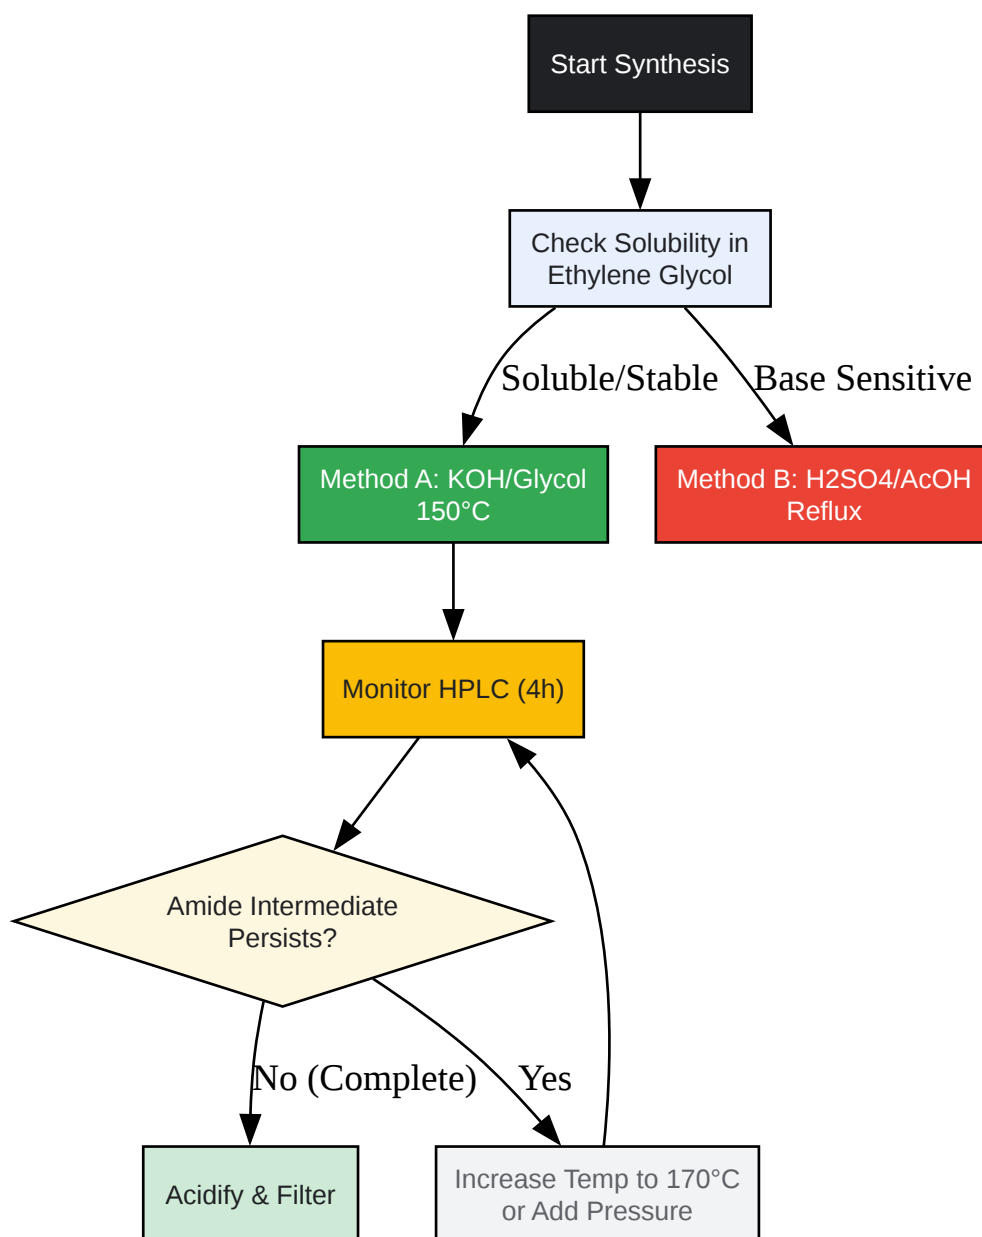 Start Synthesis
Check Solubility in
Ethylene Glycol
Soluble/Stable
Base Sensitive
Method A: KOH/Glycol
150°C
Method B: H2SO4/AcOH
Reflux
Monitor HPLC (4h)
Amide Intermediate
Persists?
No (Complete)
Yes
Acidify & Filter
Increase Temp to 170°C
or Add Pressure